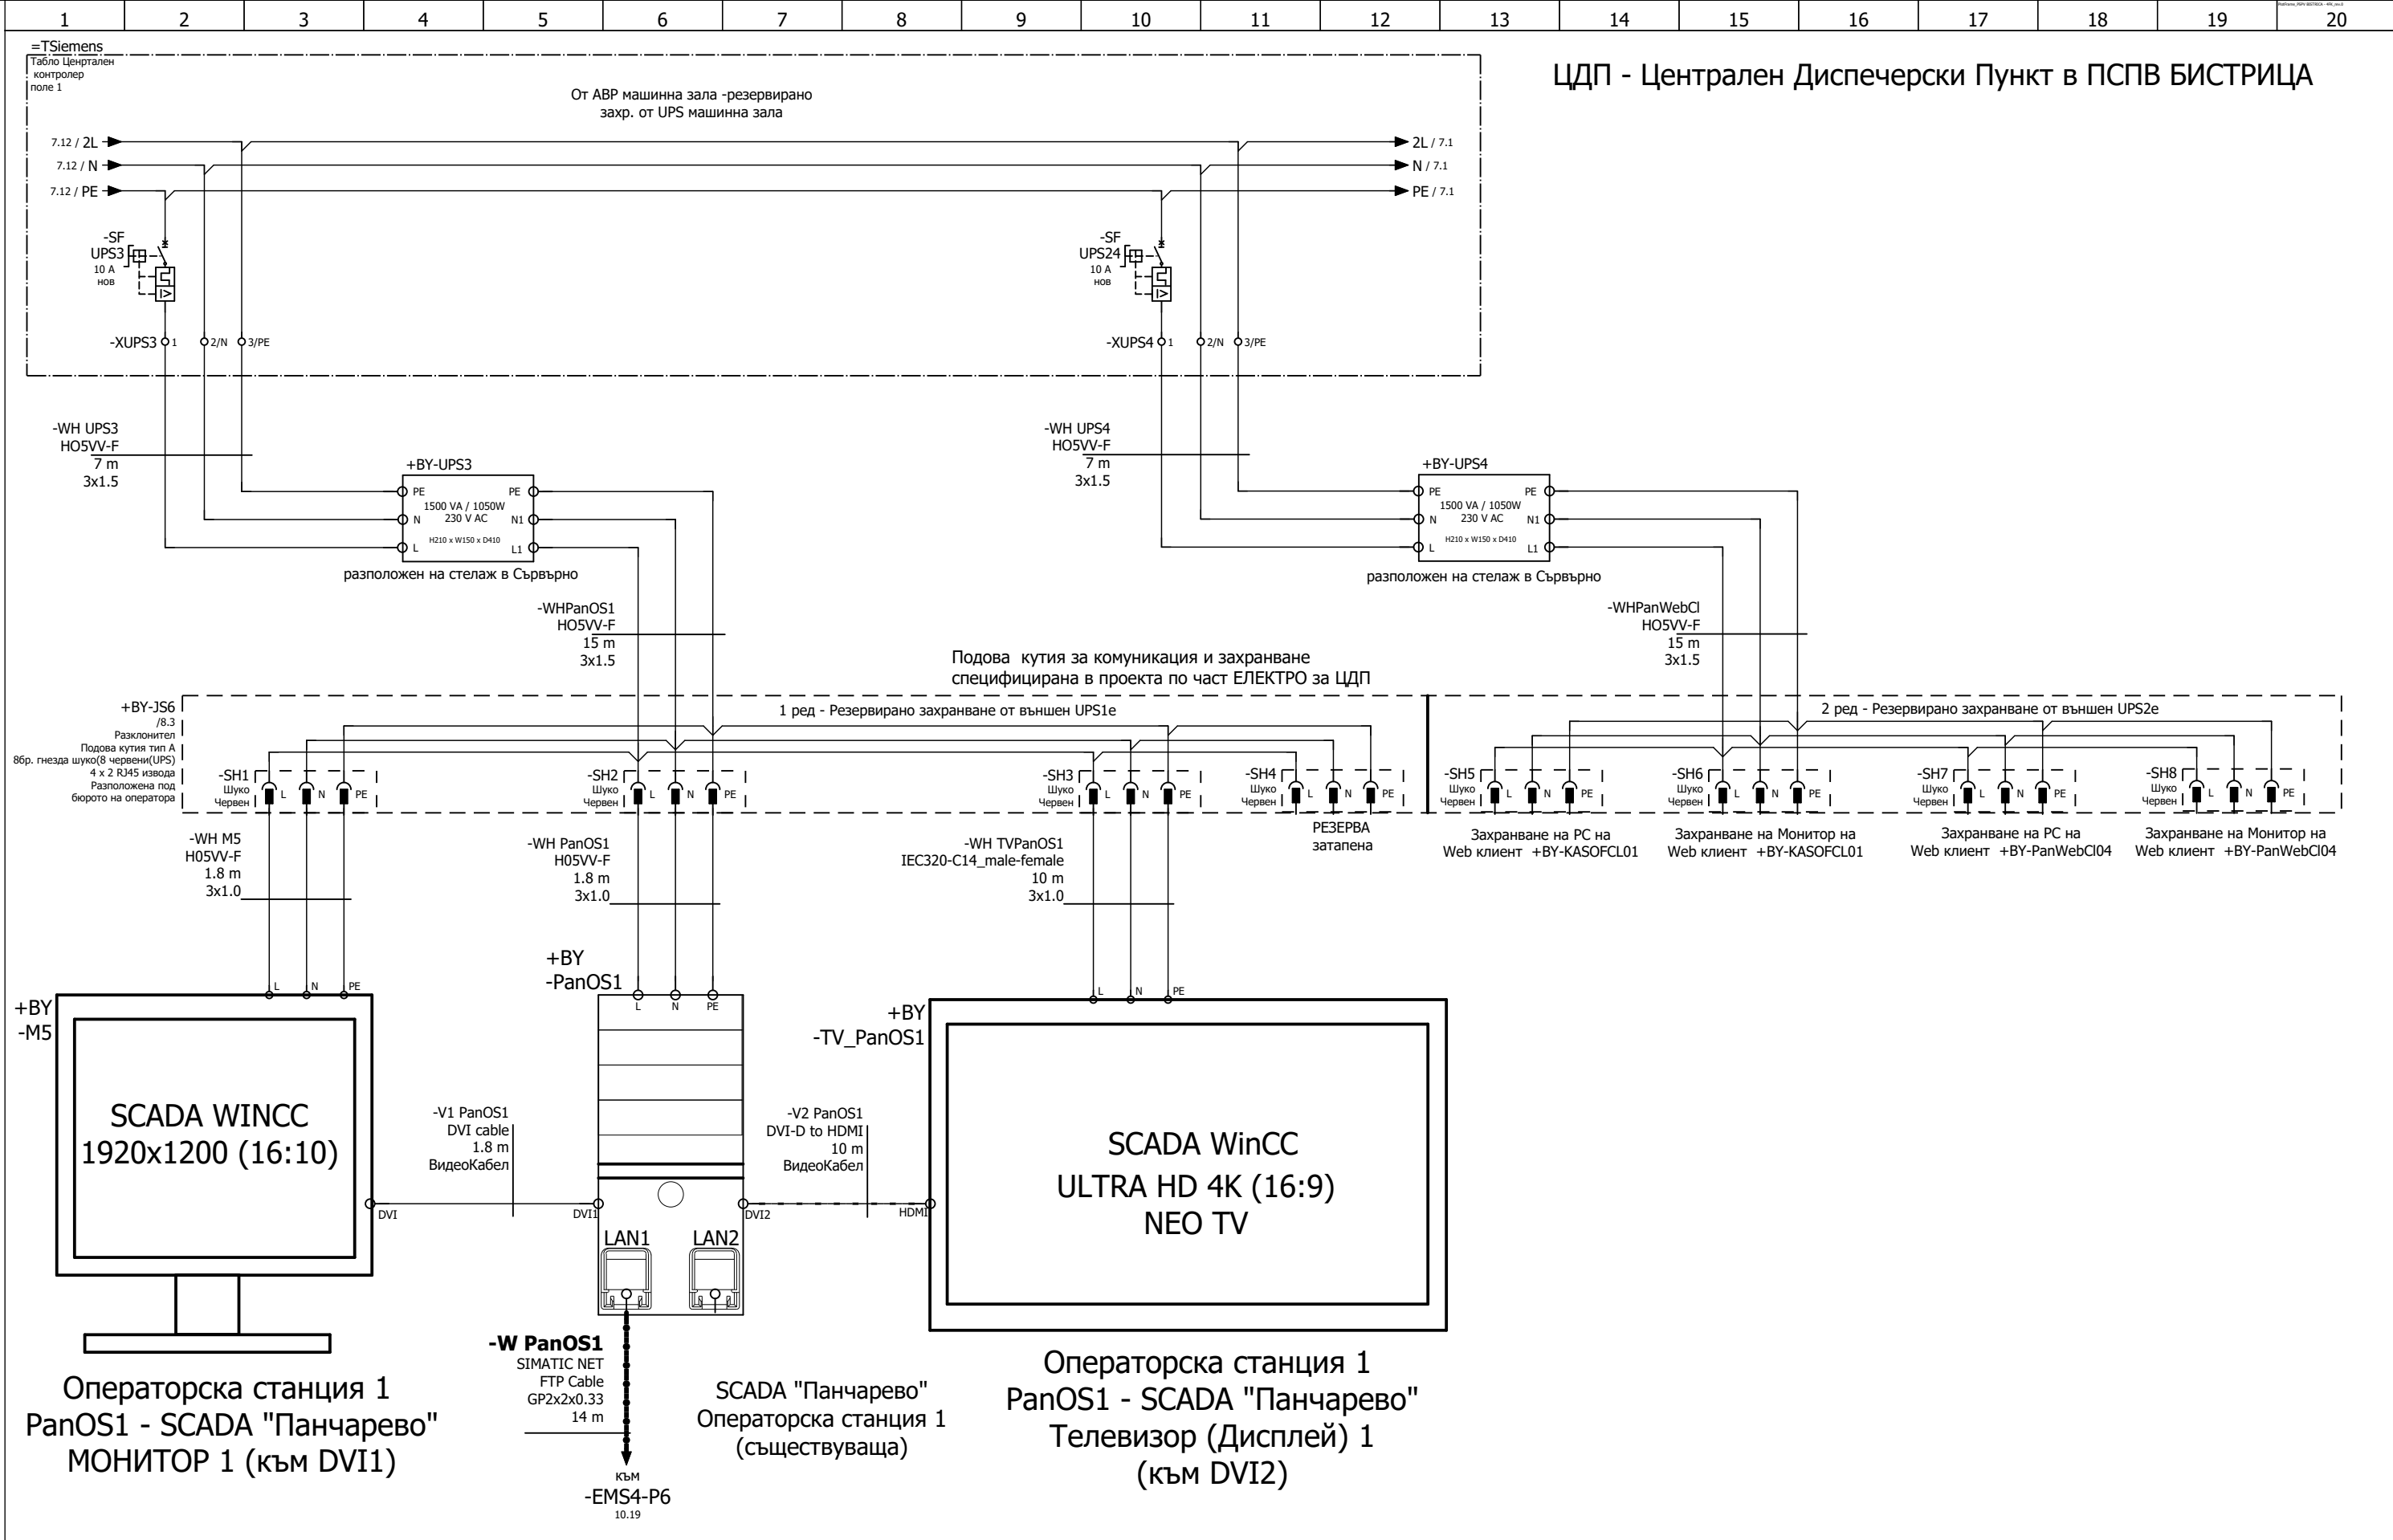 1 2 3 4 5 6 7 8 9 10 11 12 13 14 15 16 17 18 19 20
=TSiemens
Табло Ценртален
контролер
поле 1
ЦДП - Централен Диспечерски Пункт в ПСПВ БИСТРИЦА
От АВР машинна зала -резервирано
захр. от UPS машинна зала
7.12 / 2L
7.12 / N
7.12 / PE
2L / 7.1
N / 7.1
PE / 7.1
-SF
UPS3
10 A
нов
-SF
UPS24
10 A
нов
-XUPS3 1 2/N 3/PE
-XUPS4 1 2/N 3/PE
-WH UPS3
HO5VV-F
7 m
3x1.5
-WH UPS4
HO5VV-F
7 m
3x1.5
+BY-UPS3
PE PE
1500 VA / 1050W
N 230 V AC N1
H210 x W150 x D410
L L1
разположен на стелаж в Сървърно
+BY-UPS4
PE PE
1500 VA / 1050W
N 230 V AC N1
H210 x W150 x D410
L L1
разположен на стелаж в Сървърно
-WHPanOS1
HO5VV-F
15 m
3x1.5
-WHPanWebCl
HO5VV-F
15 m
3x1.5
Подова кутия за комуникация и захранване
специфицирана в проекта по част ЕЛЕКТРО за ЦДП
+BY-JS6
/8.3
Разклонител
Подова кутия тип А
8бр. гнезда шуко(8 червени(UPS)
4 x 2 RJ45 извода
Разположена под
бюрото на оператора
1 ред - Резервирано захранване от външен UPS1e
2 ред - Резервирано захранване от външен UPS2e
-SH1
Шуко
Червен
L N PE
-SH2
Шуко
Червен
L N PE
-SH3
Шуко
Червен
L N PE
-SH4
Шуко
Червен
L N PE
-SH5
Шуко
Червен
L N PE
-SH6
Шуко
Червен
L N PE
-SH7
Шуко
Червен
L N PE
-SH8
Шуко
Червен
L N PE
РЕЗЕРВА
затапена
Захранване на PC на
Web клиент +BY-KASOFCL01
Захранване на Монитор на
Web клиент +BY-KASOFCL01
Захранване на PC на
Web клиент +BY-PanWebCl04
Захранване на Монитор на
Web клиент +BY-PanWebCl04
-WH M5
H05VV-F
1.8 m
3x1.0
-WH PanOS1
H05VV-F
1.8 m
3x1.0
-WH TVPanOS1
IEC320-C14_male-female
10 m
3x1.0
+BY
-M5
L N PE
SCADA WINCC
1920x1200 (16:10)
DVI
+BY
-PanOS1
L N PE
-V1 PanOS1
DVI cable
1.8 m
ВидеоКабел
DVI1
-V2 PanOS1
DVI-D to HDMI
10 m
ВидеоКабел
DVI2
HDMI
LAN1 LAN2
+BY
-TV_PanOS1
L N PE
SCADA WinCC
ULTRA HD 4K (16:9)
NEO TV
Операторска станция 1
PanOS1 - SCADA "Панчарево"
МОНИТОР 1 (към DVI1)
-W PanOS1
SIMATIC NET
FTP Cable
GP2x2x0.33
14 m
към
-EMS4-P6
10.19
SCADA "Панчарево"
Операторска станция 1
(съществуваща)
Операторска станция 1
PanOS1 - SCADA "Панчарево"
Телевизор (Дисплей) 1
(към DVI2)